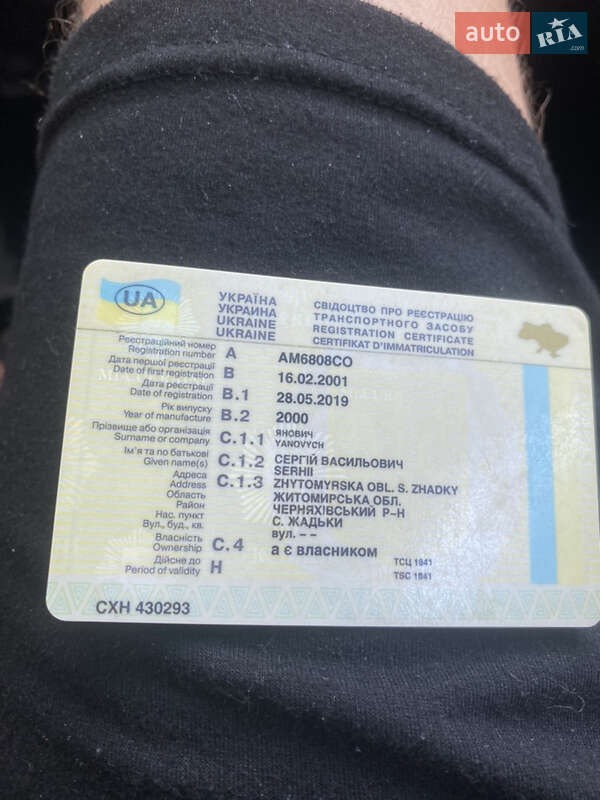 auto RIA.com
UA
УКРАЇНА СВІДОЦТВО ПРО РЕЄСТРАЦІЮ
УКРАИНА ТРАНСПОРТНОГО ЗАСОБУ
UKRAINE REGISTRATION CERTIFICATE
UKRAINE CERTIFIKAT D'IMMATRICULATION
Реєстраційний номер
Registration number A AM6808CO
Дата першої реєстрації
Date of first registration B 16.02.2001
Дата реєстрації
Date of registration B.1 28.05.2019
Рік випуску
Year of manufacture B.2 2000
Прізвище або організація ЯНОВИЧ
Surname or company C.1.1 YANOVYCH
Ім'я та по батькові СЕРГІЙ ВАСИЛЬОВИЧ
Given name(s) C.1.2 SERHII
Адреса ZHYTOMYRSKA OBL. S. ZHADKY
Address C.1.3 ЖИТОМИРСЬКА ОБЛ.
Область ЧЕРНЯХІВСЬКИЙ Р-Н
Район С. ЖАДЬКИ
Нас. пункт вул. - -
Вул., буд., кв.
Власність
Ownership C.4 а є власником
Дійсне до ТСЦ 1841
Period of validity H TSC 1841
CXH 430293